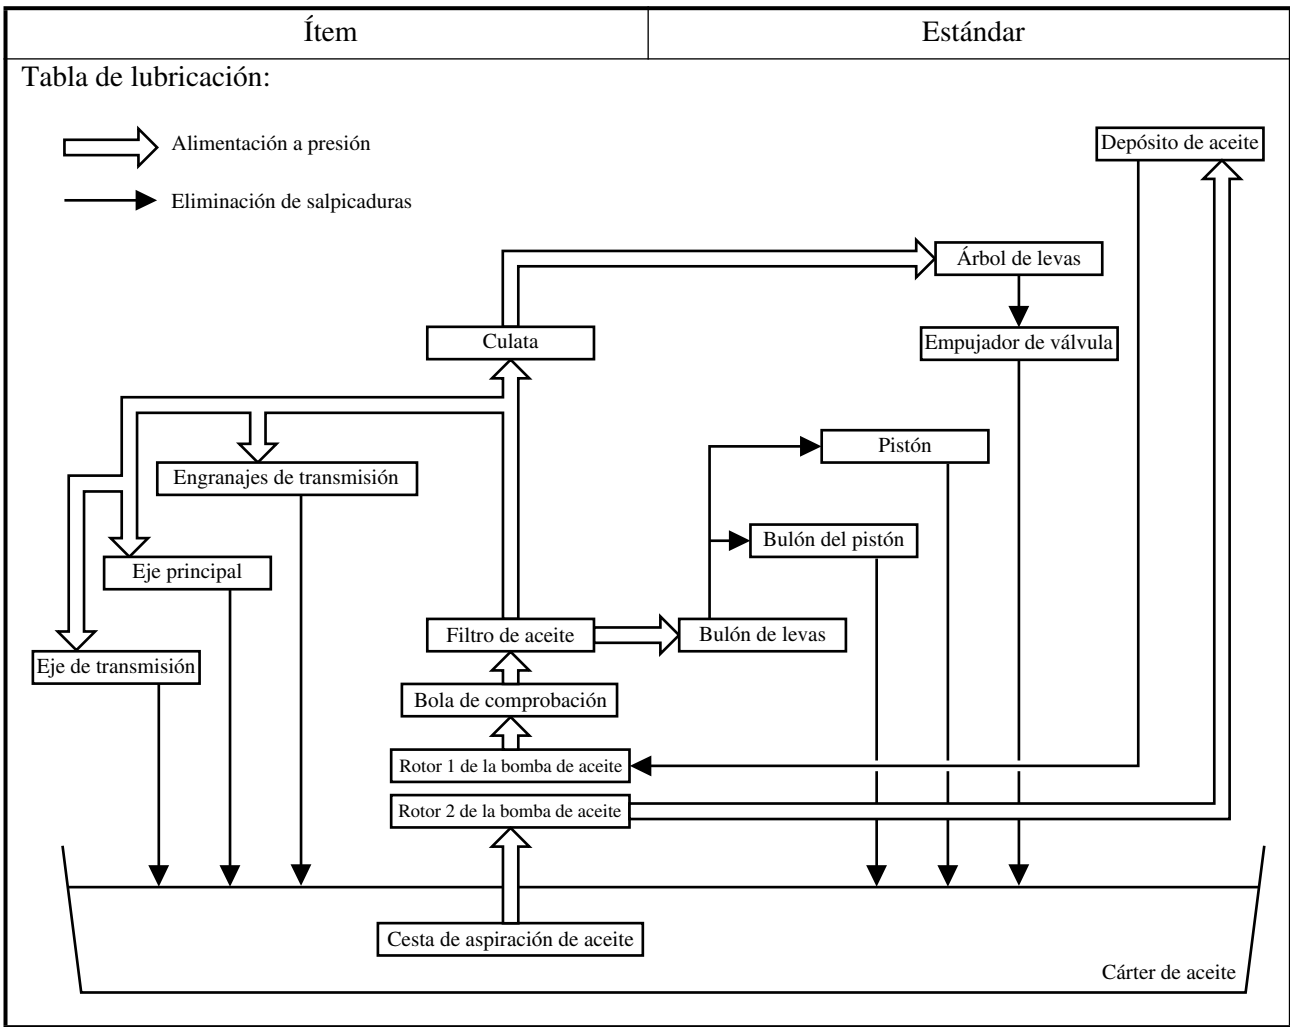 Ítem
Estándar
Tabla de lubricación:
Alimentación a presión
Depósito de aceite
Eliminación de salpicaduras
Árbol de levas
Culata
Empujador de válvula
Pistón
Engranajes de transmisión
Bulón del pistón
Eje principal
Filtro de aceite
Bulón de levas
Eje de transmisión
Bola de comprobación
Rotor 1 de la bomba de aceite
Rotor 2 de la bomba de aceite
Cesta de aspiración de aceite
Cárter de aceite